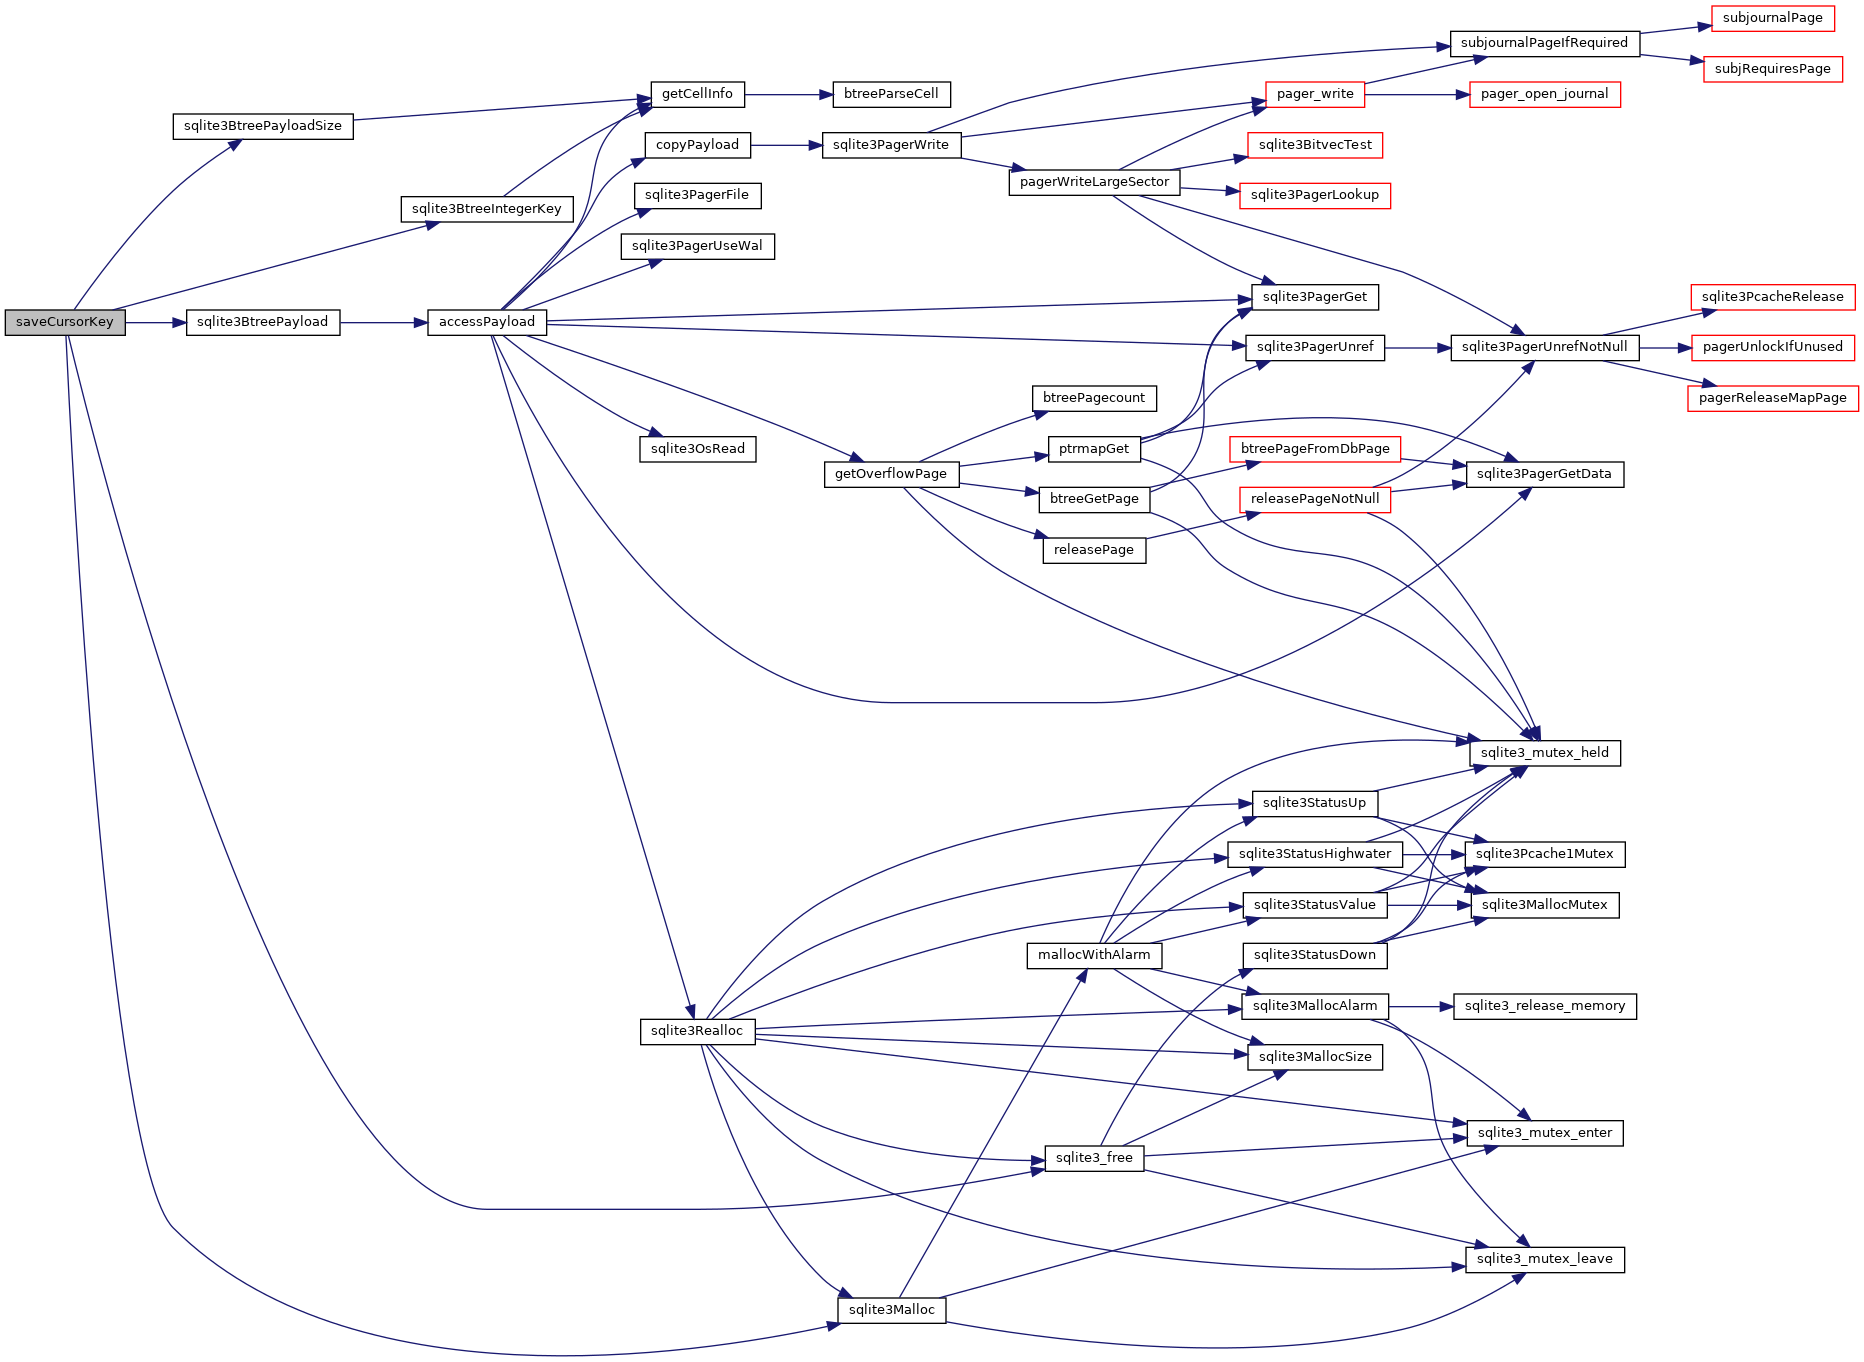 subjournalPage
subjournalPageIfRequired
subjRequiresPage
getCellInfo
btreeParseCell
pager_write
pager_open_journal
sqlite3BtreePayloadSize
copyPayload
sqlite3PagerWrite
sqlite3BitvecTest
pagerWriteLargeSector
sqlite3PagerFile
sqlite3PagerLookup
sqlite3BtreeIntegerKey
sqlite3PagerUseWal
sqlite3PagerGet
sqlite3PcacheRelease
saveCursorKey
sqlite3BtreePayload
accessPayload
sqlite3PagerUnref
sqlite3PagerUnrefNotNull
pagerUnlockIfUnused
btreePagecount
pagerReleaseMapPage
sqlite3OsRead
ptrmapGet
btreePageFromDbPage
getOverflowPage
sqlite3PagerGetData
btreeGetPage
releasePageNotNull
releasePage
sqlite3_mutex_held
sqlite3StatusUp
sqlite3StatusHighwater
sqlite3Pcache1Mutex
sqlite3StatusValue
sqlite3MallocMutex
mallocWithAlarm
sqlite3StatusDown
sqlite3MallocAlarm
sqlite3_release_memory
sqlite3Realloc
sqlite3MallocSize
sqlite3_mutex_enter
sqlite3_free
sqlite3_mutex_leave
sqlite3Malloc